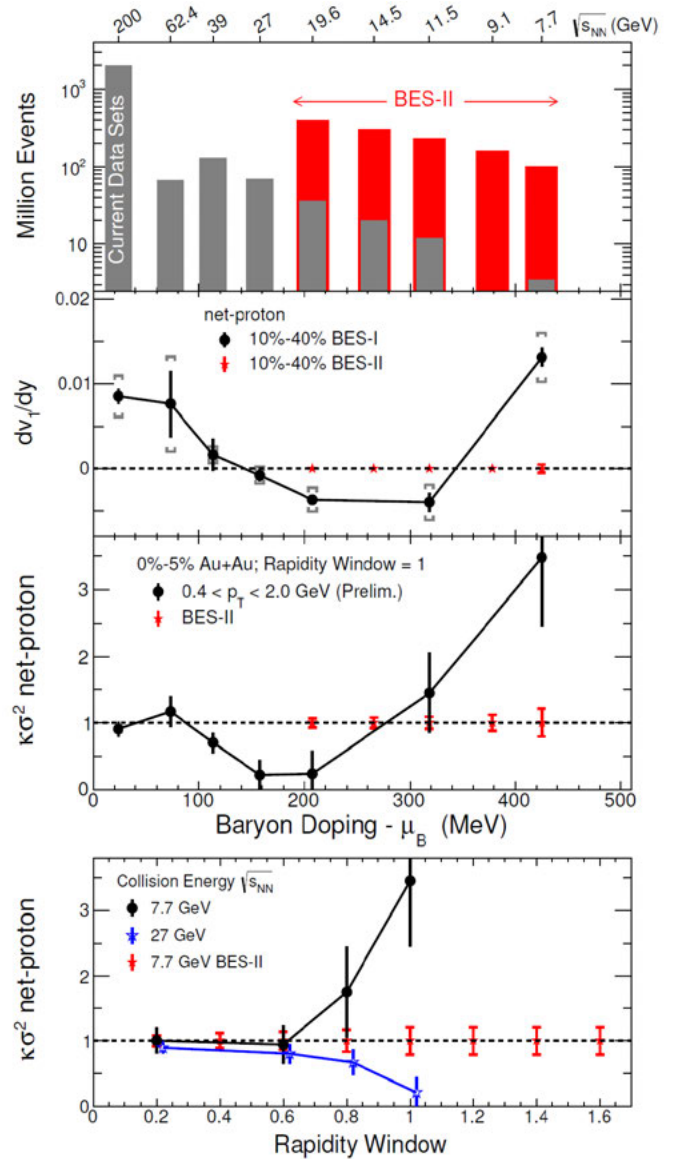 200 62.4 39 27 19.6 14.5 11.5 9.1 7.7 √sNN (GeV)
Million Events
10³
10²
10
Current Data Sets
BES-II
dv₁/dy
0.02
0.01
0
net-proton
10%-40% BES-I
10%-40% BES-II
κσ² net-proton
3
2
1
0
0%-5% Au+Au; Rapidity Window = 1
0.4 < pT < 2.0 GeV (Prelim.)
BES-II
0 100 200 300 400 500
Baryon Doping - μB (MeV)
κσ² net-proton
3
2
1
0
Collision Energy √sNN
7.7 GeV
27 GeV
7.7 GeV BES-II
0 0.2 0.4 0.6 0.8 1 1.2 1.4 1.6
Rapidity Window